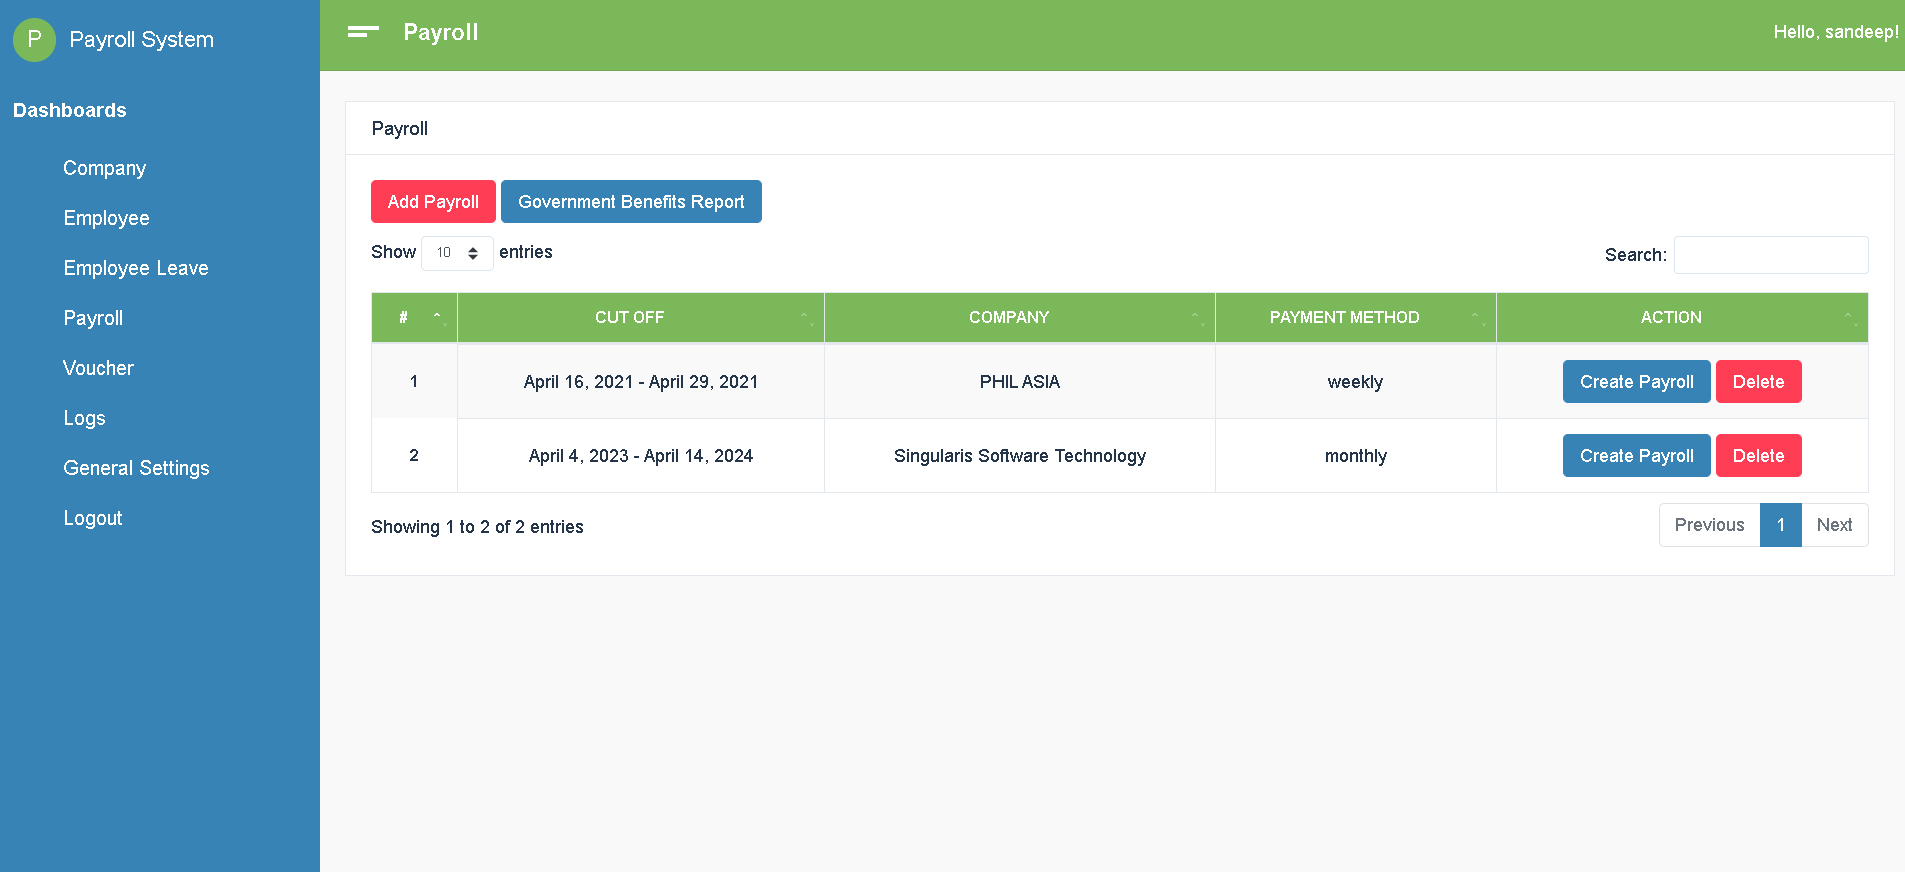 P Payroll System
Payroll
Hello, sandeep!
Dashboards
Company
Employee
Employee Leave
Payroll
Voucher
Logs
General Settings
Logout
Payroll
Add Payroll Government Benefits Report
Show 10 entries Search:
# CUT OFF COMPANY PAYMENT METHOD ACTION
1 April 16, 2021 - April 29, 2021 PHIL ASIA weekly Create Payroll Delete
2 April 4, 2023 - April 14, 2024 Singularis Software Technology monthly Create Payroll Delete
Showing 1 to 2 of 2 entries Previous 1 Next